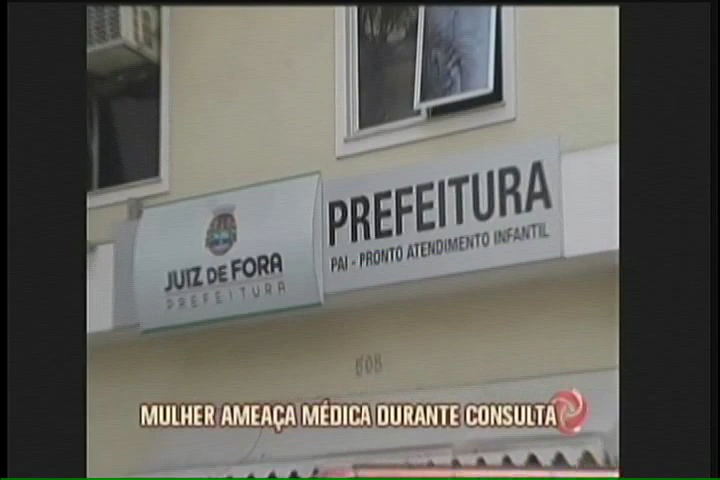 PREFEITURA
PAI - PRONTO ATENDIMENTO INFANTIL
JUIZ DE FORA
PREFEITURA
608
MULHER AMEAÇA MÉDICA DURANTE CONSULTA